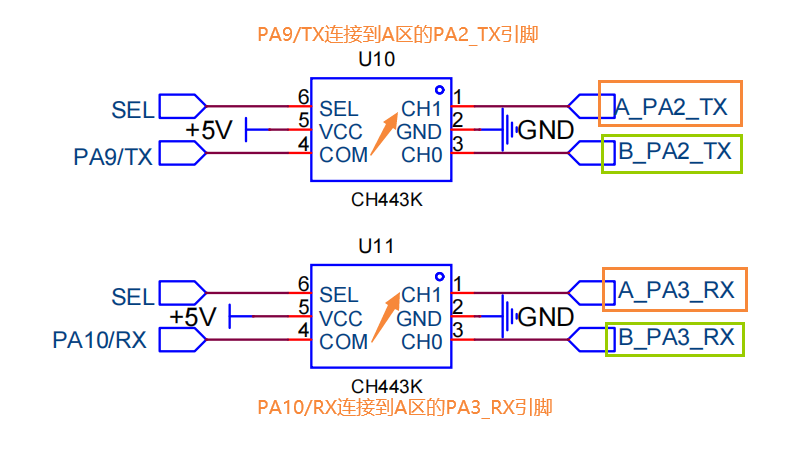 PA9/TX连接到A区的PA2_TX引脚
U10
SEL 6 SEL CH1 1 A_PA2_TX
+5V 5 VCC GND 2 GND
PA9/TX 4 COM CH0 3 B_PA2_TX
CH443K
U11
SEL 6 SEL CH1 1 A_PA3_RX
+5V 5 VCC GND 2 GND
PA10/RX 4 COM CH0 3 B_PA3_RX
CH443K
PA10/RX连接到A区的PA3_RX引脚